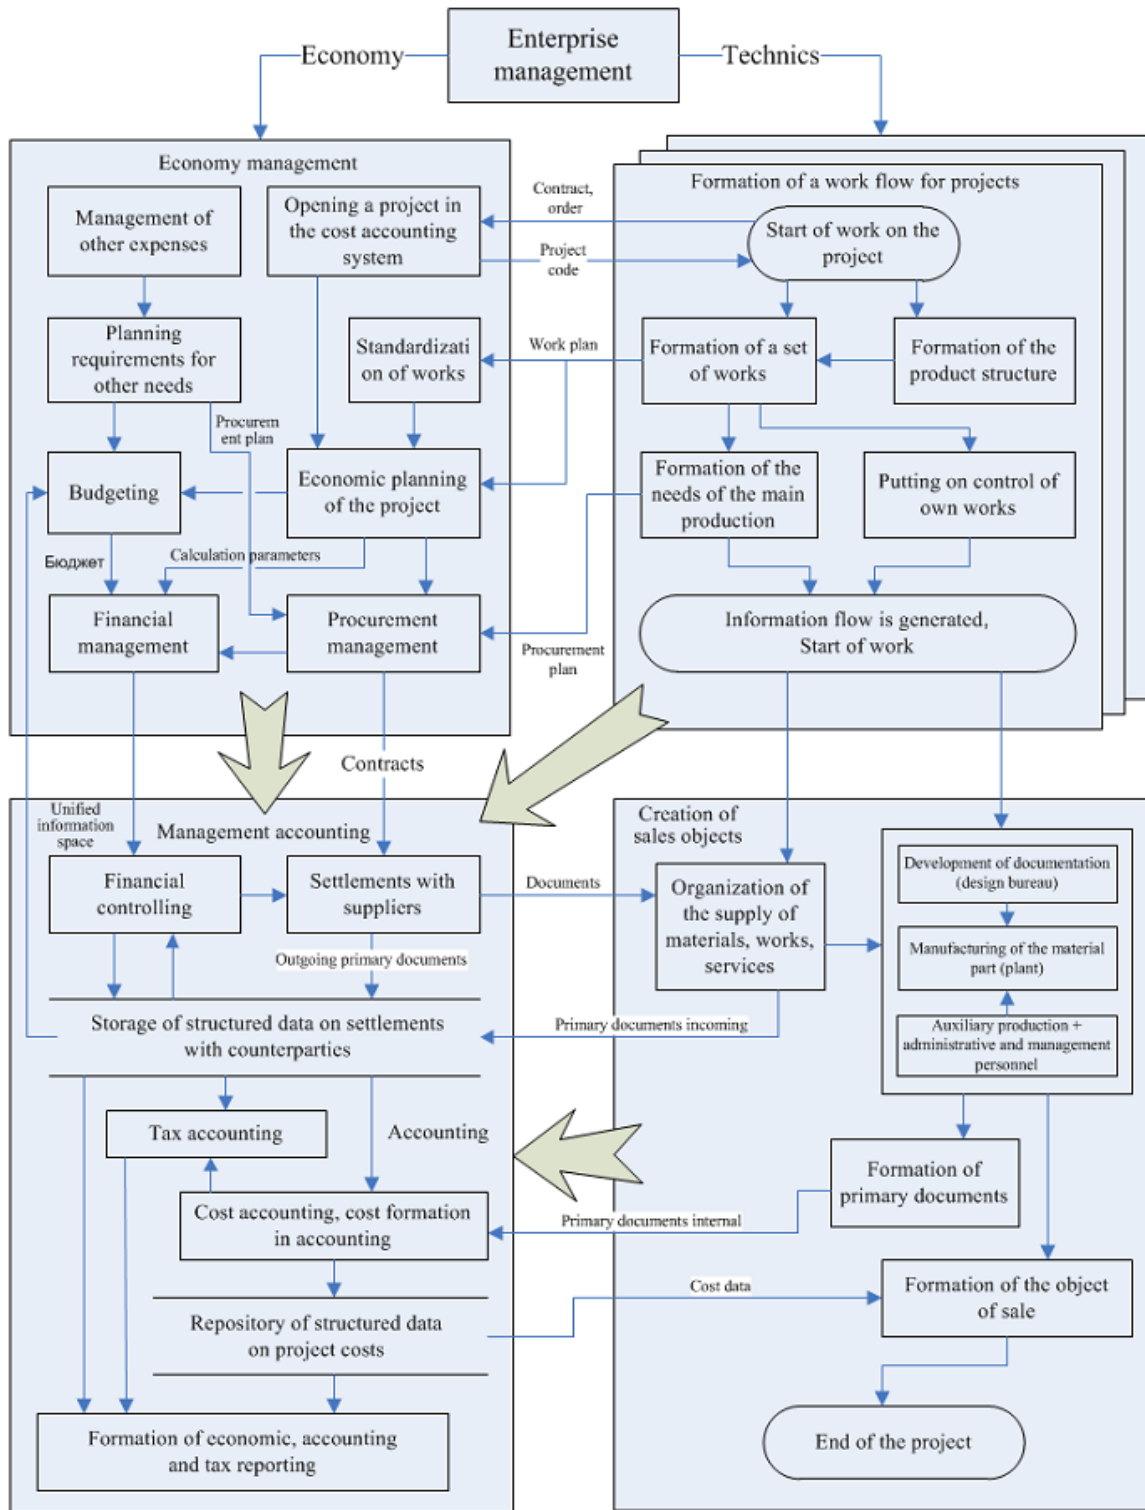 Enterprise
management
Economy
Technics
Economy management
Management of
other expenses
Opening a project in
the cost accounting
system
Contract,
order
Project
code
Formation of a work flow for projects
Start of work on the
project
Planning
requirements for
other needs
Standardizati
on of works
Work plan
Formation of a set
of works
Formation of the
product structure
Procurem
ent plan
Budgeting
Economic planning
of the project
Formation of the
needs of the main
production
Putting on control of
own works
Бюджет
Calculation parameters
Financial
management
Procurement
management
Procurement
plan
Information flow is generated,
Start of work
Contracts
Unified
information
space
Management accounting
Financial
controlling
Settlements with
suppliers
Documents
Outgoing primary documents
Storage of structured data on settlements
with counterparties
Primary documents incoming
Creation of
sales objects
Organization of
the supply of
materials, works,
services
Development of documentation
(design bureau)
Manufacturing of the material
part (plant)
Auxiliary production +
administrative and management
personnel
Tax accounting
Accounting
Formation of
primary documents
Cost accounting, cost formation
in accounting
Primary documents internal
Cost data
Formation of the object
of sale
Repository of structured data
on project costs
Formation of economic, accounting
and tax reporting
End of the project